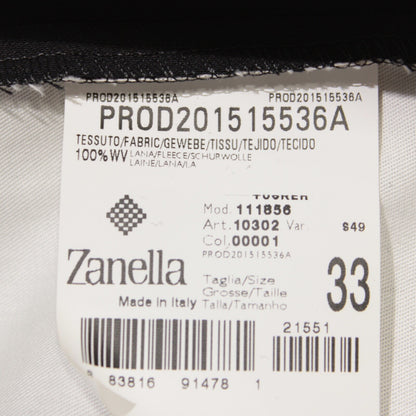 PROD201515536A PROD201515536A
PROD201515536A
TESSUTO/FABRIC/GEWEBE/TISSU/TEJIDO/TECIDO
100%WV LANA/FLEECE/SCHURWOLLE
LAINE/LANA/LA
TUCKER
Mod. 111856
Art. 10302 Var. S49
Col. 00001
PROD201515536A
Zanella
Made in Italy
Taglia/Size
Grosse/Taille
Talla/Tamanho
33
21551
83816 91478 1